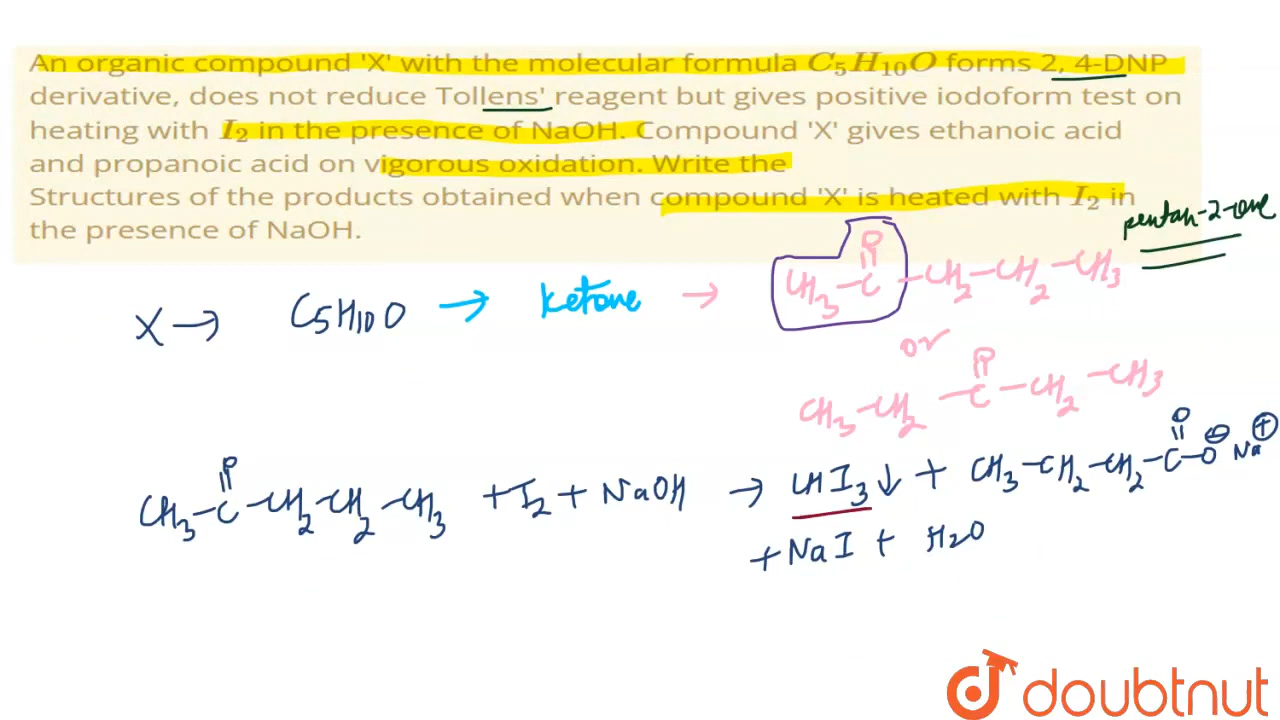 An organic compound 'X' with the molecular formula C₅H₁₀O forms 2, 4-DNP
derivative, does not reduce Tollens' reagent but gives positive iodoform test on
heating with I₂ in the presence of NaOH. Compound 'X' gives ethanoic acid
and propanoic acid on vigorous oxidation. Write the
Structures of the products obtained when compound 'X' is heated with I₂ in
the presence of NaOH.
pentan-2-one
X → C5H10O → Ketone → CH₃–C(=O)–CH₂–CH₂–CH₃
or
CH₃–CH₂–C(=O)–CH₂–CH₃
CH₃–C(=O)–CH₂–CH₂–CH₃ + I₂ + NaOH → CHI₃↓ + CH₃–CH₂–CH₂–C(=O)–O⊖ Na⊕
+ NaI + H₂O
doubtnut